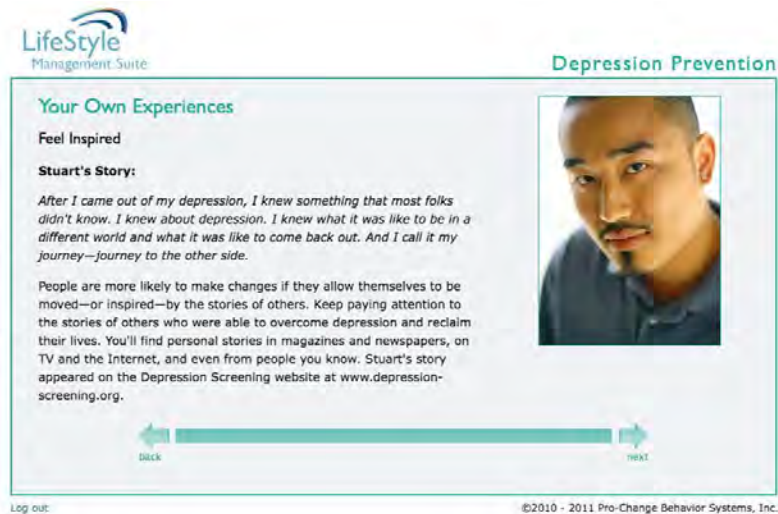 LifeStyle
Management Suite
Depression Prevention
Your Own Experiences
Feel Inspired
Stuart's Story:
After I came out of my depression, I knew something that most folks
didn't know. I knew about depression. I knew what it was like to be in a
different world and what it was like to come back out. And I call it my
journey—journey to the other side.
People are more likely to make changes if they allow themselves to be
moved—or inspired—by the stories of others. Keep paying attention to
the stories of others who were able to overcome depression and reclaim
their lives. You'll find personal stories in magazines and newspapers, on
TV and the Internet, and even from people you know. Stuart's story
appeared on the Depression Screening website at www.depression-
screening.org.
back
next
Log out
©2010 - 2011 Pro-Change Behavior Systems, Inc.